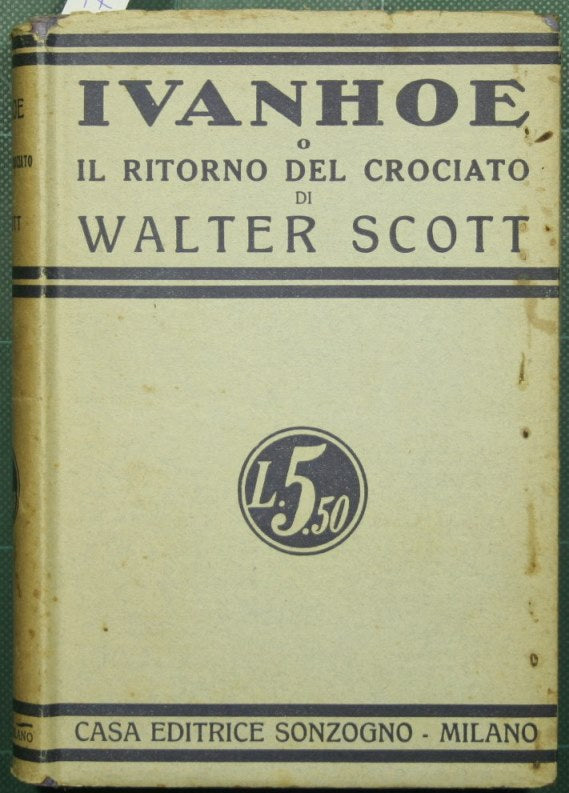 IVANHOE
o
IL RITORNO DEL CROCIATO
DI
WALTER SCOTT
L. 5.50
CASA EDITRICE SONZOGNO - MILANO